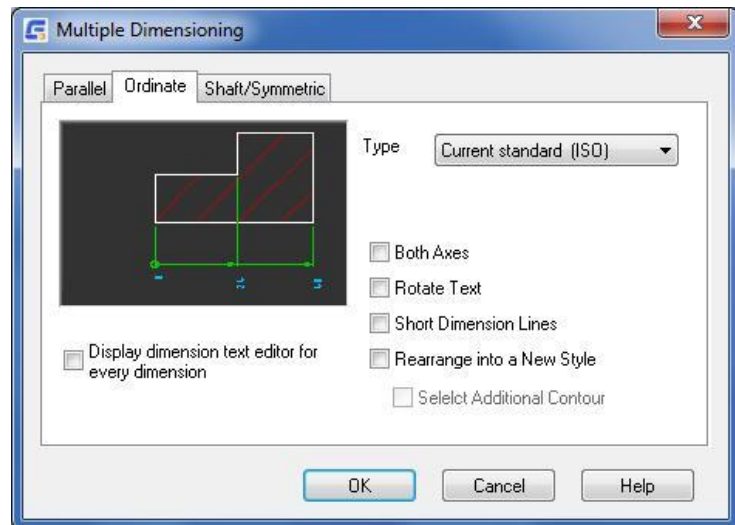 Multiple Dimensioning
Parallel Ordinate Shaft/Symmetric
Type Current standard (ISO)
Both Axes
Rotate Text
Short Dimension Lines
Display dimension text editor for
every dimension
Rearrange into a New Style
Selelct Additional Contour
OK Cancel Help